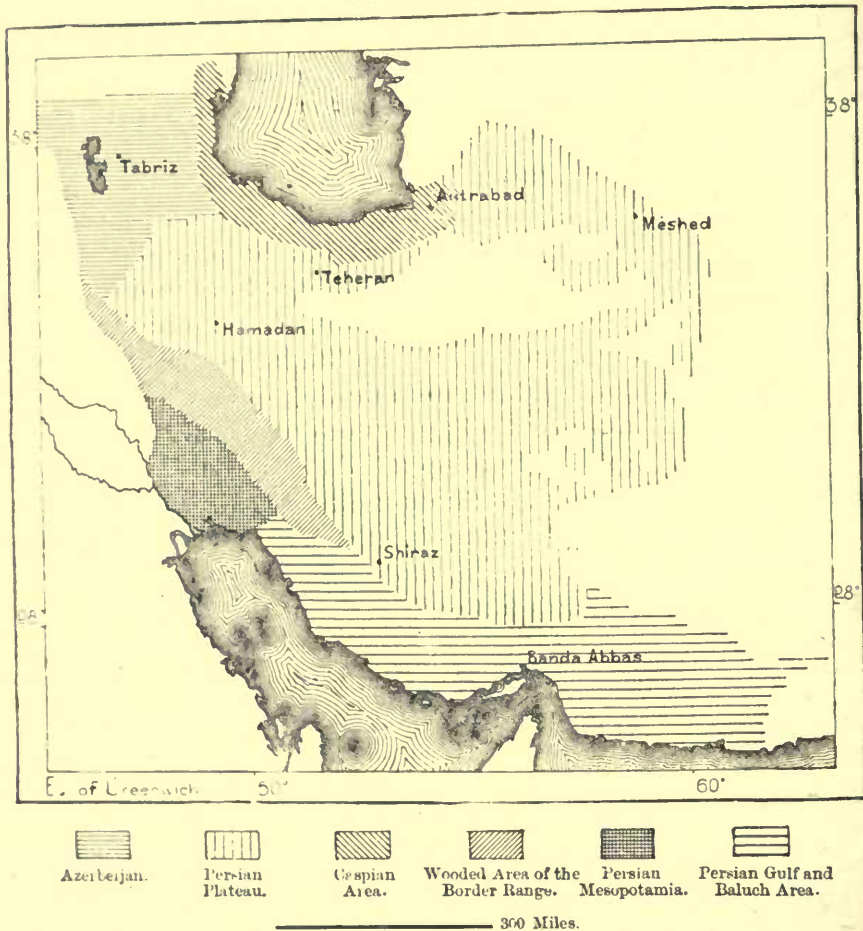 38°
38°
Tabriz
Astrabad
Meshed
Teheran
Hamadan
Shiraz
28°
28°
Banda Abbas
E. of Greenwich
50°
60°
Azerbeijan.
Persian
Plateau.
Caspian
Area.
Wooded Area of the
Border Range.
Persian
Mesopotamia.
Persian Gulf and
Baluch Area.
300 Miles.